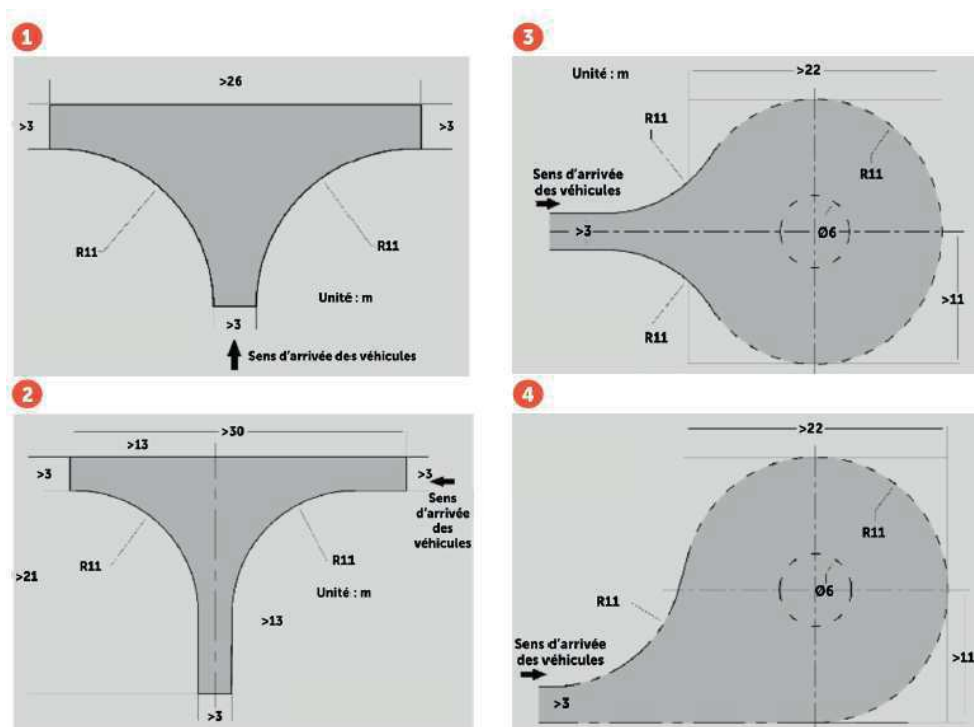 1
>26
>3
>3
R11
R11
Unité : m
>3
Sens d'arrivée des véhicules
2
>30
>13
>3
>3
Sens
d'arrivée
des
véhicules
R11
R11
>21
Unité : m
>13
>3
3
Unité : m
>22
R11
R11
Sens d'arrivée
des véhicules
>3
Ø6
>11
R11
4
>22
R11
R11
Ø6
Sens d'arrivée
des véhicules
>3
>11